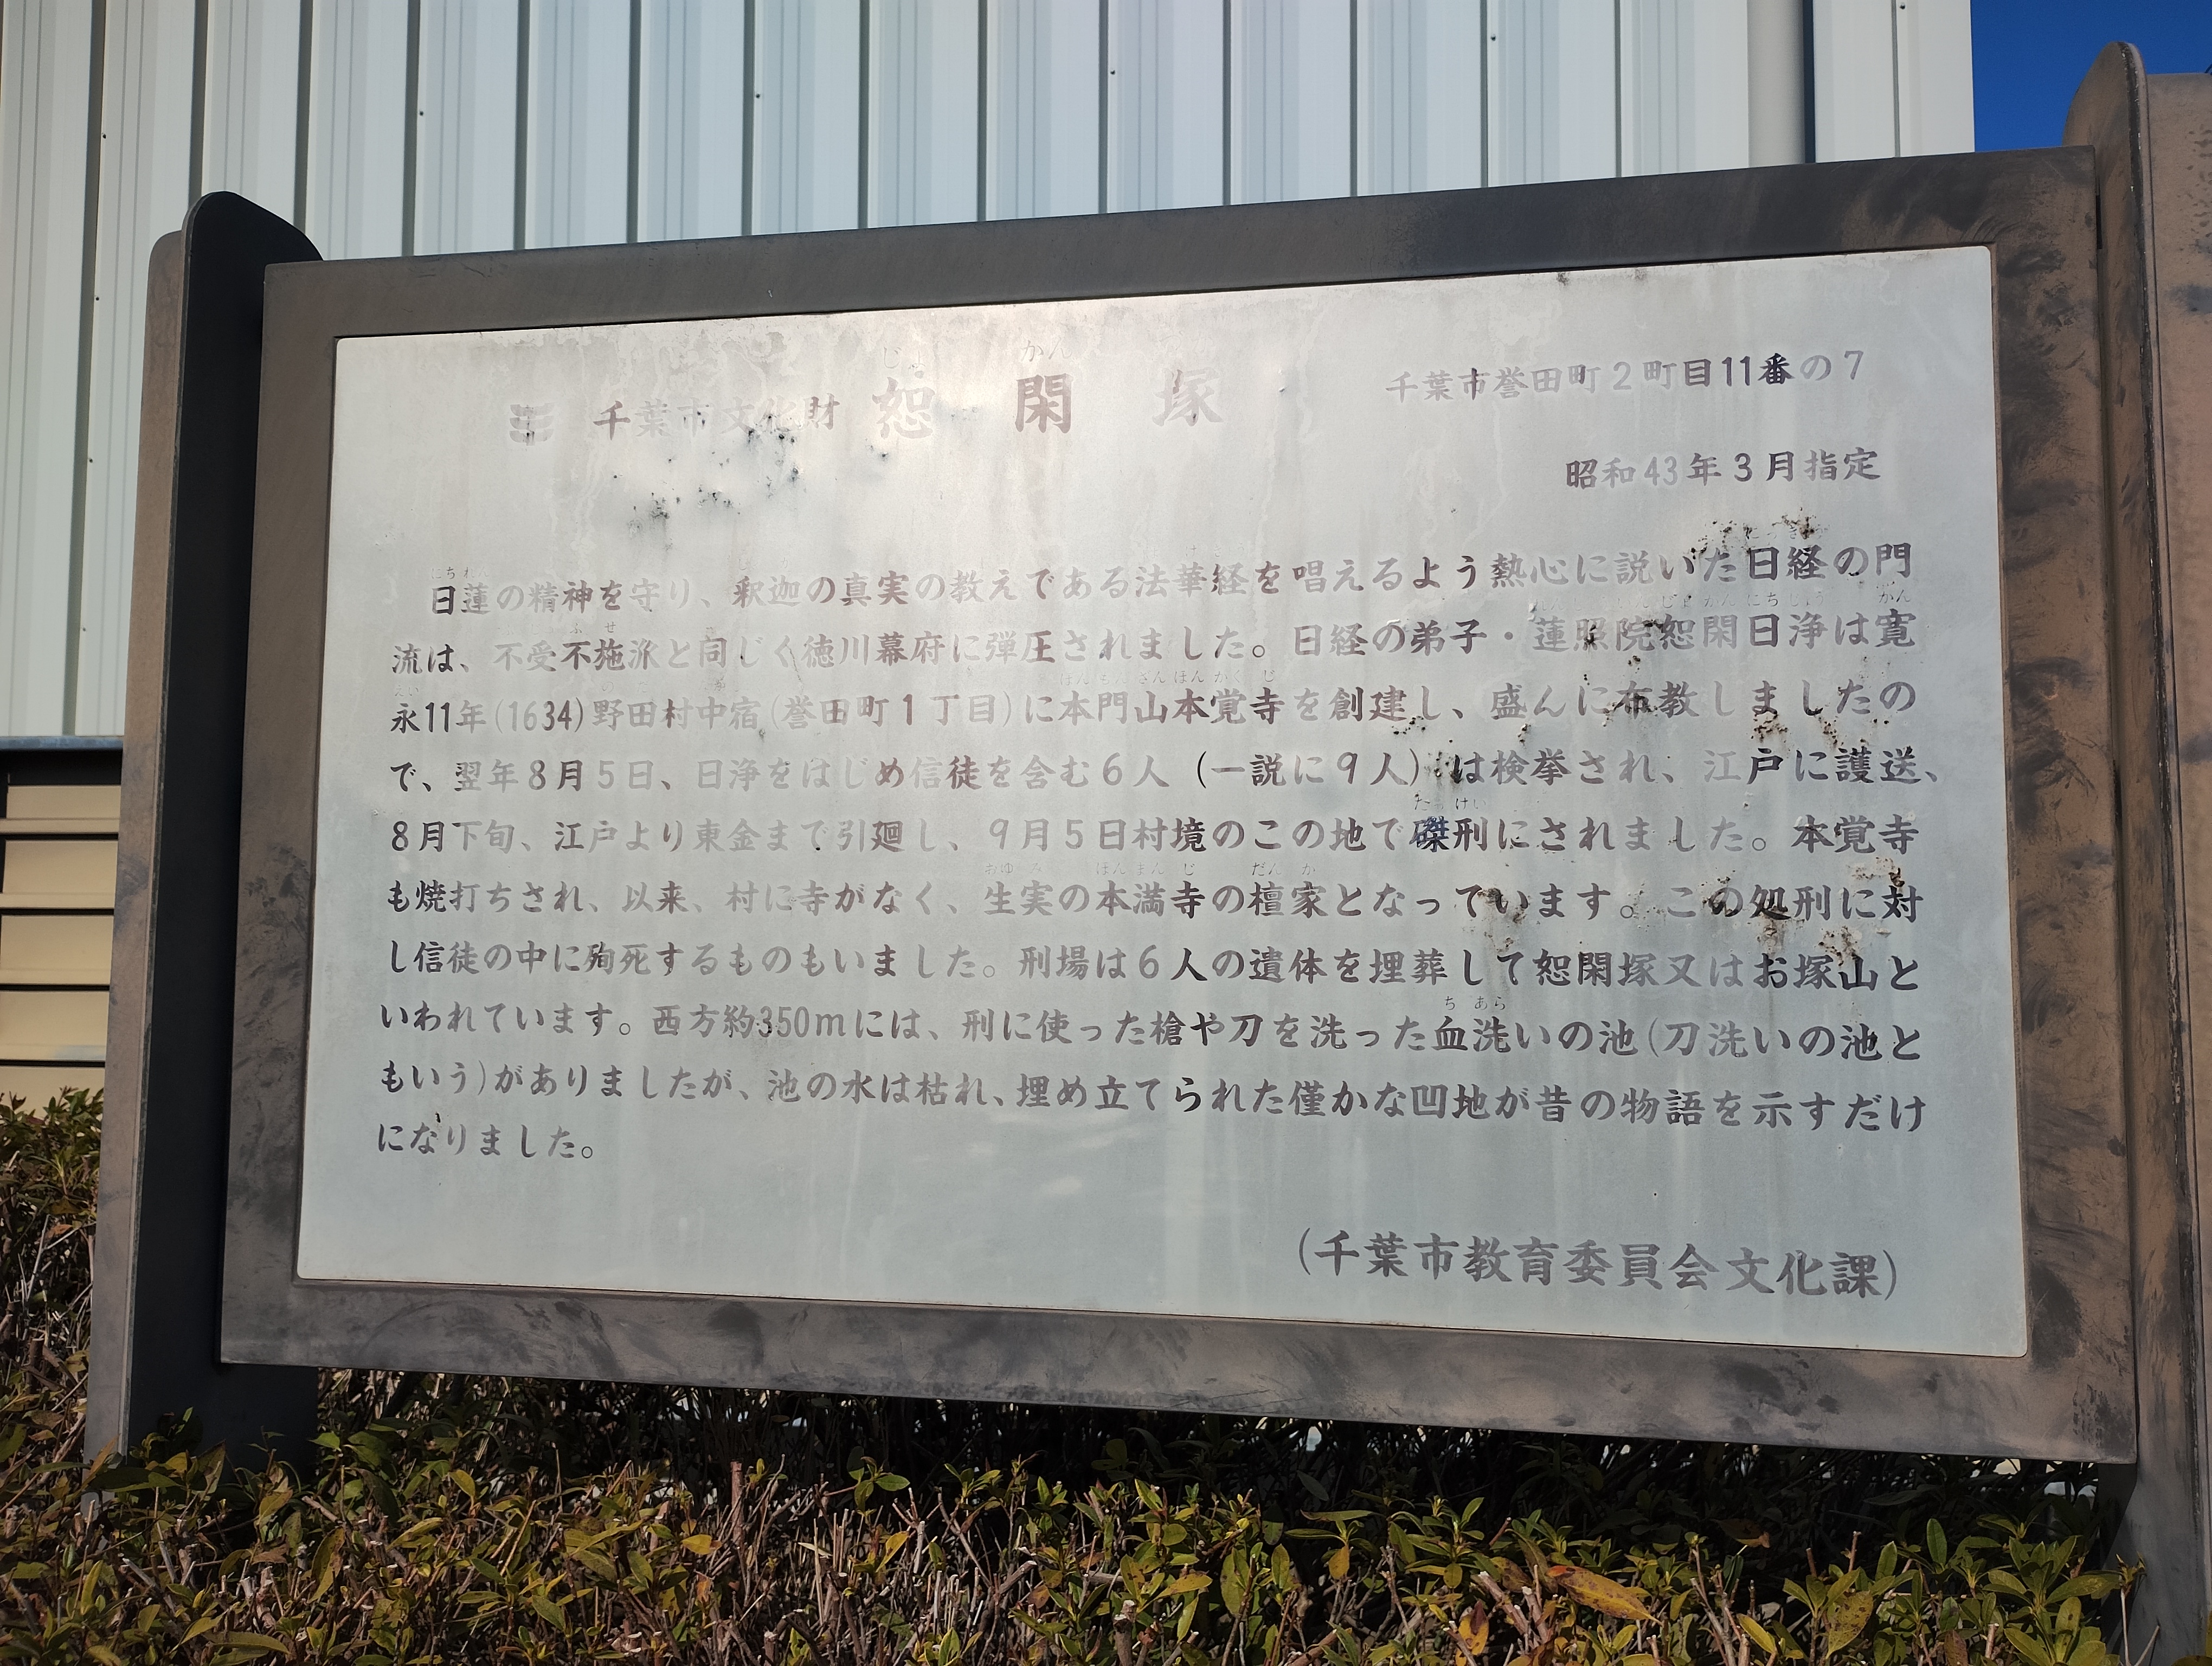 千葉市文化財 恕閑塚 千葉市誉田町2町目11番の7
昭和43年3月指定
日蓮の精神を守り、釈迦の真実の教えである法華経を唱えるよう熱心に説いた日経の門
流は、不受不施派と同じく徳川幕府に弾圧されました。日経の弟子・蓮照院恕閑日浄は寛
永11年(1634)野田村中宿(誉田町1丁目)に本門山本覚寺を創建し、盛んに布教しましたの
で、翌年8月5日、日浄をはじめ信徒を含む6人(一説に9人)は検挙され、江戸に護送、
8月下旬、江戸より東金まで引廻し、9月5日村境のこの地で磔刑にされました。本覚寺
も焼打ちされ、以来、村に寺がなく、生実の本満寺の檀家となっています。この処刑に対
し信徒の中に殉死するものもいました。刑場は6人の遺体を埋葬して恕閑塚又はお塚山と
いわれています。西方約350mには、刑に使った槍や刀を洗った血洗いの池(刀洗いの池と
もいう)がありましたが、池の水は枯れ、埋め立てられた僅かな凹地が昔の物語を示すだけ
になりました。
(千葉市教育委員会文化課)